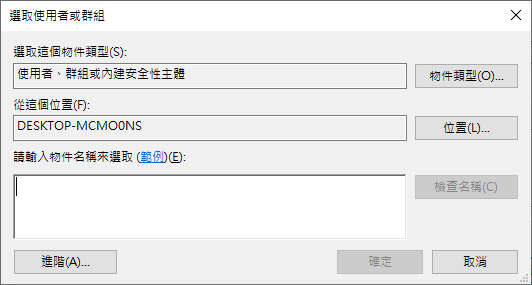 選取使用者或群組
選取這個物件類型(S):
使用者、群組或內建安全性主體
物件類型(O)...
從這個位置(F):
DESKTOP-MCMO0NS
位置(L)...
請輸入物件名稱來選取 (範例)(E):
檢查名稱(C)
進階(A)...
確定
取消